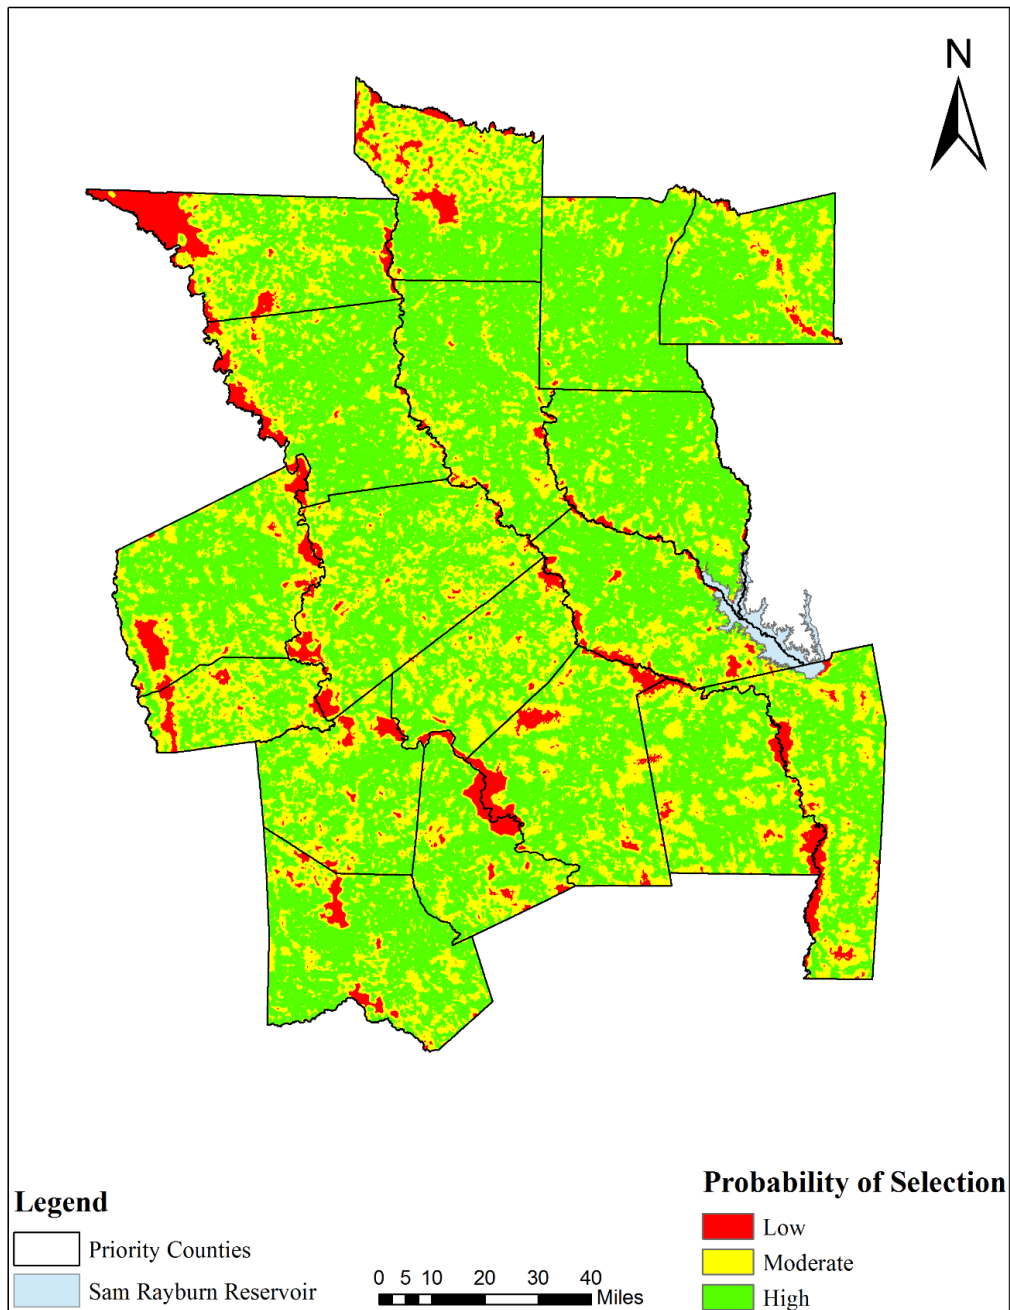 N
Legend
Priority Counties
Sam Rayburn Reservoir
0 5 10 20 30 40
Miles
Probability of Selection
Low
Moderate
High